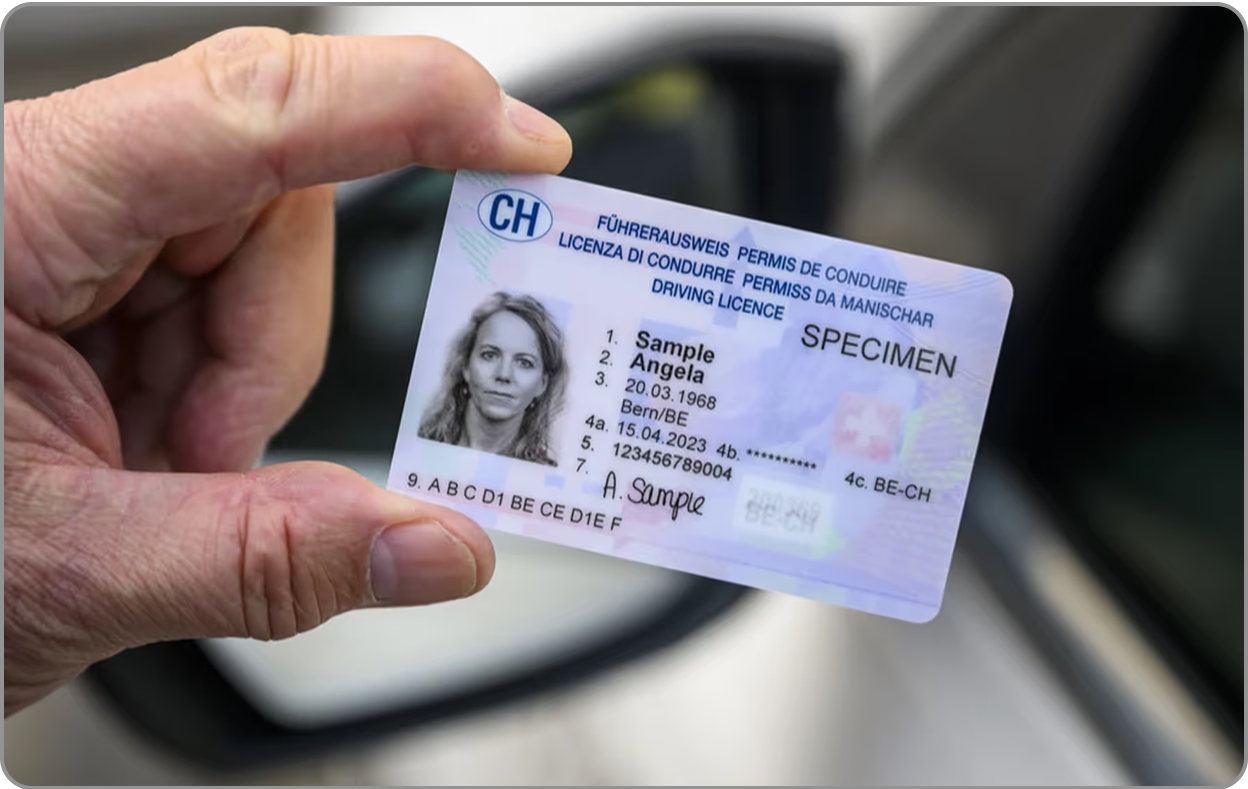 CH
FÜHRERAUSWEIS PERMIS DE CONDUIRE
LICENZA DI CONDURRE PERMISS DA MANISCHAR
DRIVING LICENCE
SPECIMEN
1. Sample
2. Angela
3. 20.03.1968
Bern/BE
4a. 15.04.2023 4b. **********
4c. BE-CH
5. 123456789004
7. A. Sample
BE-CH
9. A B C D1 BE CE D1E F